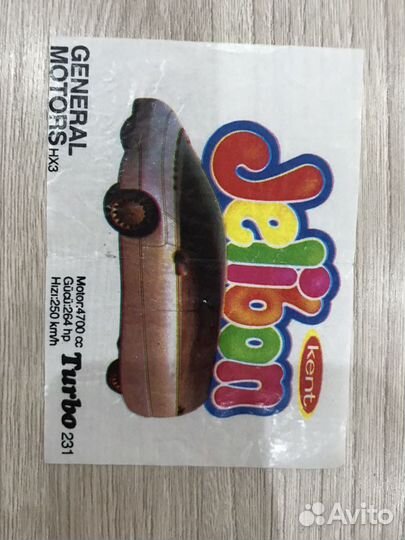 GENERAL
MOTORS HX3
Jelibon
kent
Motor:4700 cc
Gücü:264 hp
Hızı:250 km/h
Turbo 231
Avito